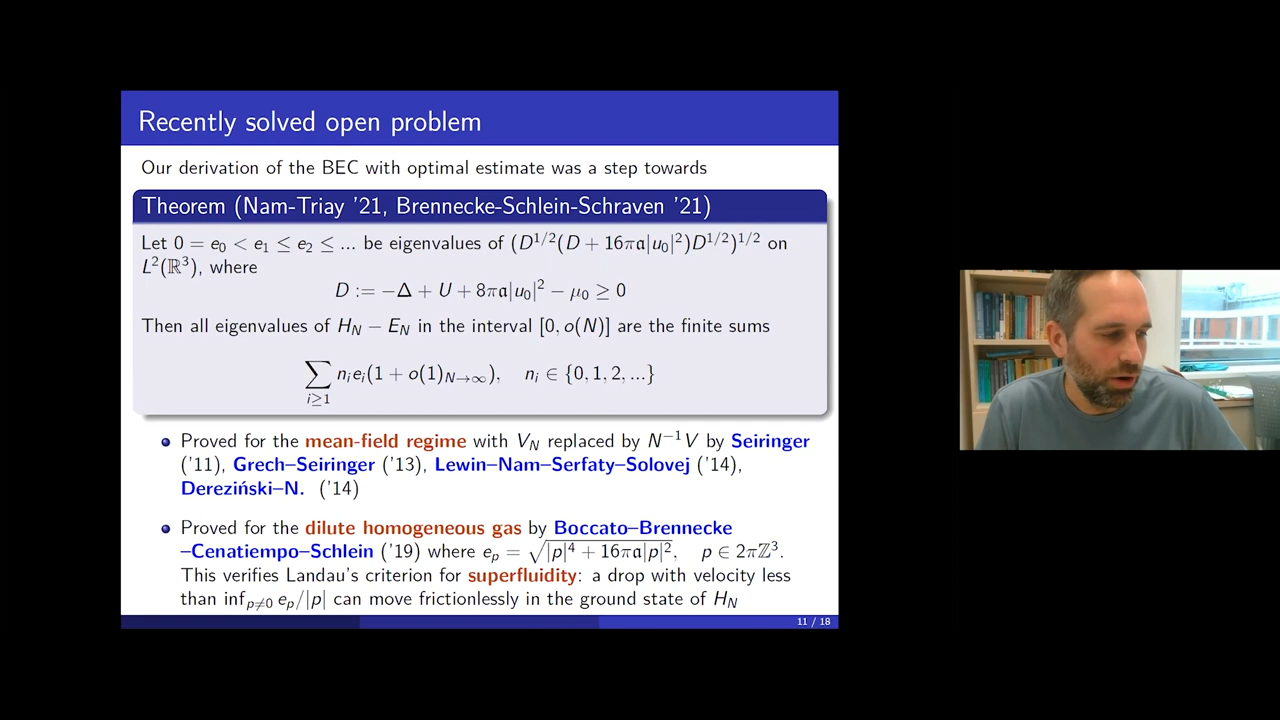 Recently solved open problem
Our derivation of the BEC with optimal estimate was a step towards
Theorem (Nam-Triay '21, Brennecke-Schlein-Schraven '21)
Let 0 = e₀ < e₁ ≤ e₂ ≤ ... be eigenvalues of (D^{1/2}(D + 16π𝔞|u₀|²)D^{1/2})^{1/2} on
L²(ℝ³), where
D := −Δ + U + 8π𝔞|u₀|² − μ₀ ≥ 0
Then all eigenvalues of H_N − E_N in the interval [0, o(N)] are the finite sums
∑_{i≥1} n_i e_i(1 + o(1)_{N→∞}), n_i ∈ {0, 1, 2, ...}
Proved for the mean-field regime with V_N replaced by N⁻¹V by Seiringer
('11), Grech–Seiringer ('13), Lewin–Nam–Serfaty–Solovej ('14),
Dereziński–N. ('14)
Proved for the dilute homogeneous gas by Boccato–Brennecke
–Cenatiempo–Schlein ('19) where e_p = √(|p|⁴ + 16π𝔞|p|²), p ∈ 2πℤ³.
This verifies Landau's criterion for superfluidity: a drop with velocity less
than inf_{p≠0} e_p/|p| can move frictionlessly in the ground state of H_N
11 / 18